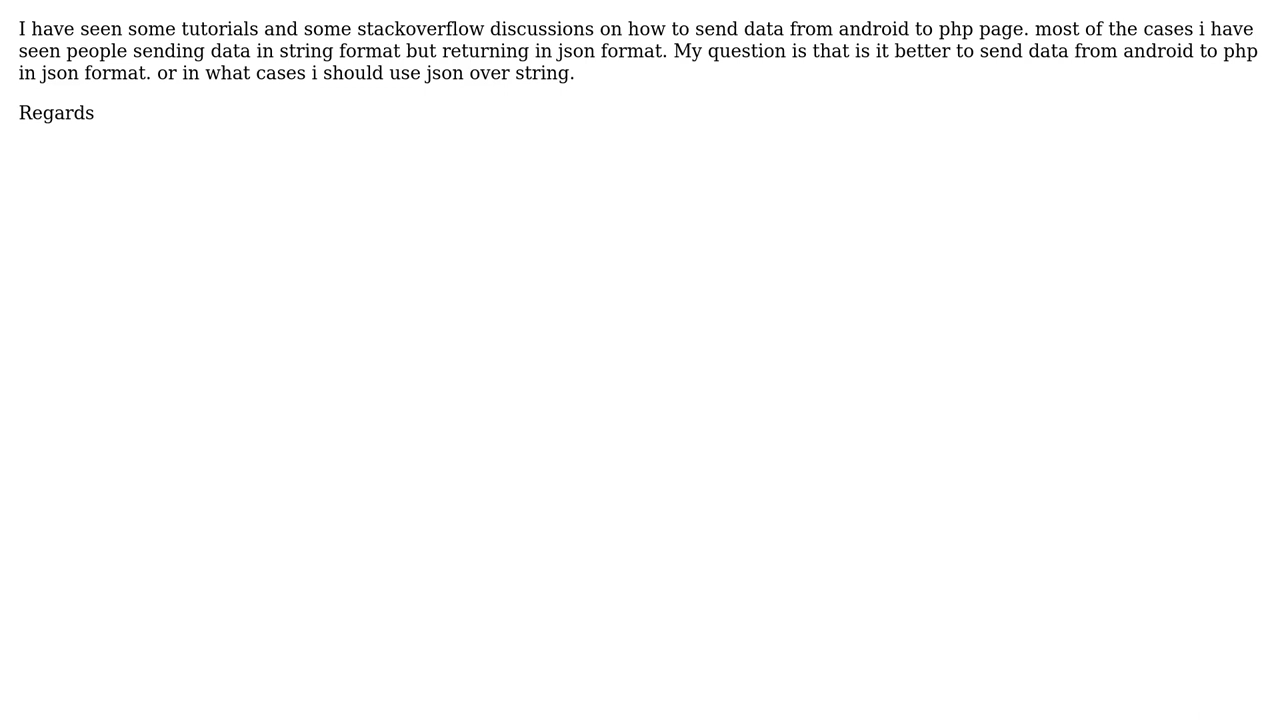 I have seen some tutorials and some stackoverflow discussions on how to send data from android to php page. most of the cases i have
seen people sending data in string format but returning in json format. My question is that is it better to send data from android to php
in json format. or in what cases i should use json over string.
Regards